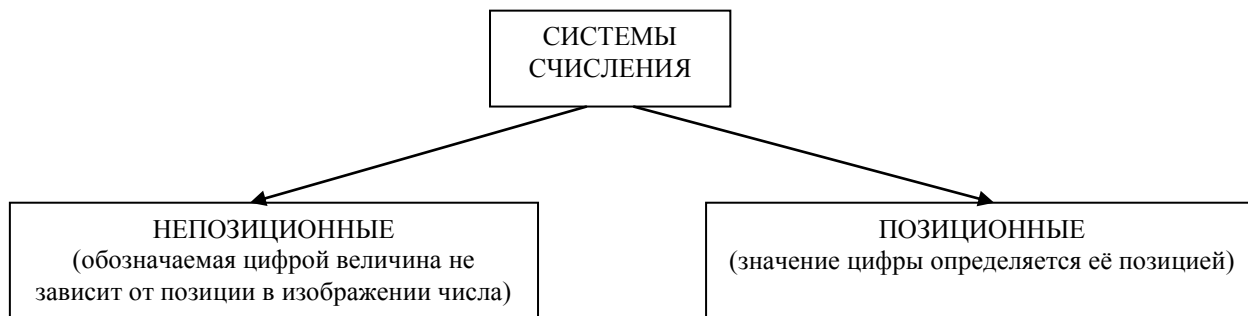 СИСТЕМЫ
СЧИСЛЕНИЯ
НЕПОЗИЦИОННЫЕ
(обозначаемая цифрой величина не
зависит от позиции в изображении числа)
ПОЗИЦИОННЫЕ
(значение цифры определяется её позицией)